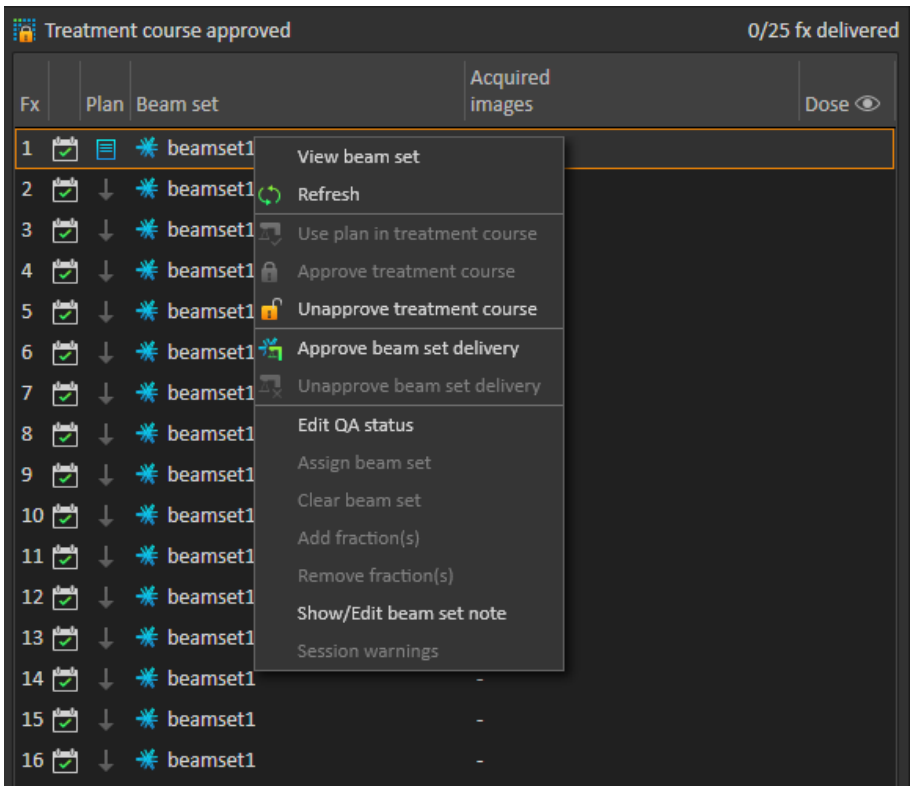 Treatment course approved 0/25 fx delivered
Acquired
Fx Plan Beam set images Dose
1 beamset1
View beam set
2 beamset1
Refresh
3 beamset1
Use plan in treatment course
4 beamset1
Approve treatment course
5 beamset1
Unapprove treatment course
6 beamset1
Approve beam set delivery
7 beamset1
Unapprove beam set delivery
8 beamset1
Edit QA status
9 beamset1
Assign beam set
10 beamset1
Clear beam set
11 beamset1
Add fraction(s)
12 beamset1
Remove fraction(s)
13 beamset1
Show/Edit beam set note
Session warnings
14 beamset1 -
15 beamset1 -
16 beamset1 -